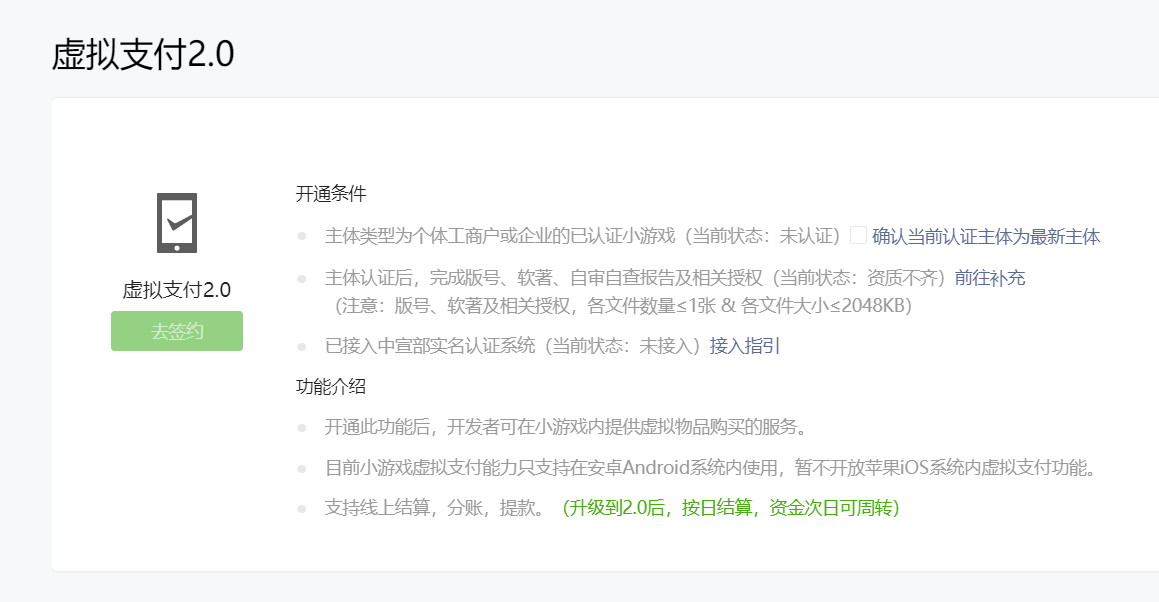 虚拟支付2.0
虚拟支付2.0
去签约
开通条件
主体类型为个体工商户或企业的已认证小游戏（当前状态：未认证） 确认当前认证主体为最新主体
主体认证后，完成版号、软著、自审自查报告及相关授权（当前状态：资质不齐）前往补充
（注意：版号、软著及相关授权，各文件数量≤1张 & 各文件大小≤2048KB）
已接入中宣部实名认证系统（当前状态：未接入）接入指引
功能介绍
开通此功能后，开发者可在小游戏内提供虚拟物品购买的服务。
目前小游戏虚拟支付能力只支持在安卓Android系统内使用，暂不开放苹果iOS系统内虚拟支付功能。
支持线上结算，分账，提款。（升级到2.0后，按日结算，资金次日可周转）